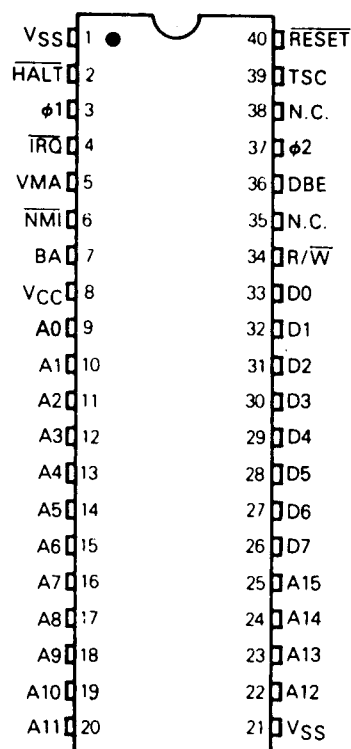 VSS 1 40 RESET
HALT 2 39 TSC
φ1 3 38 N.C.
IRQ 4 37 φ2
VMA 5 36 DBE
NMI 6 35 N.C.
BA 7 34 R/W
VCC 8 33 D0
A0 9 32 D1
A1 10 31 D2
A2 11 30 D3
A3 12 29 D4
A4 13 28 D5
A5 14 27 D6
A6 15 26 D7
A7 16 25 A15
A8 17 24 A14
A9 18 23 A13
A10 19 22 A12
A11 20 21 VSS